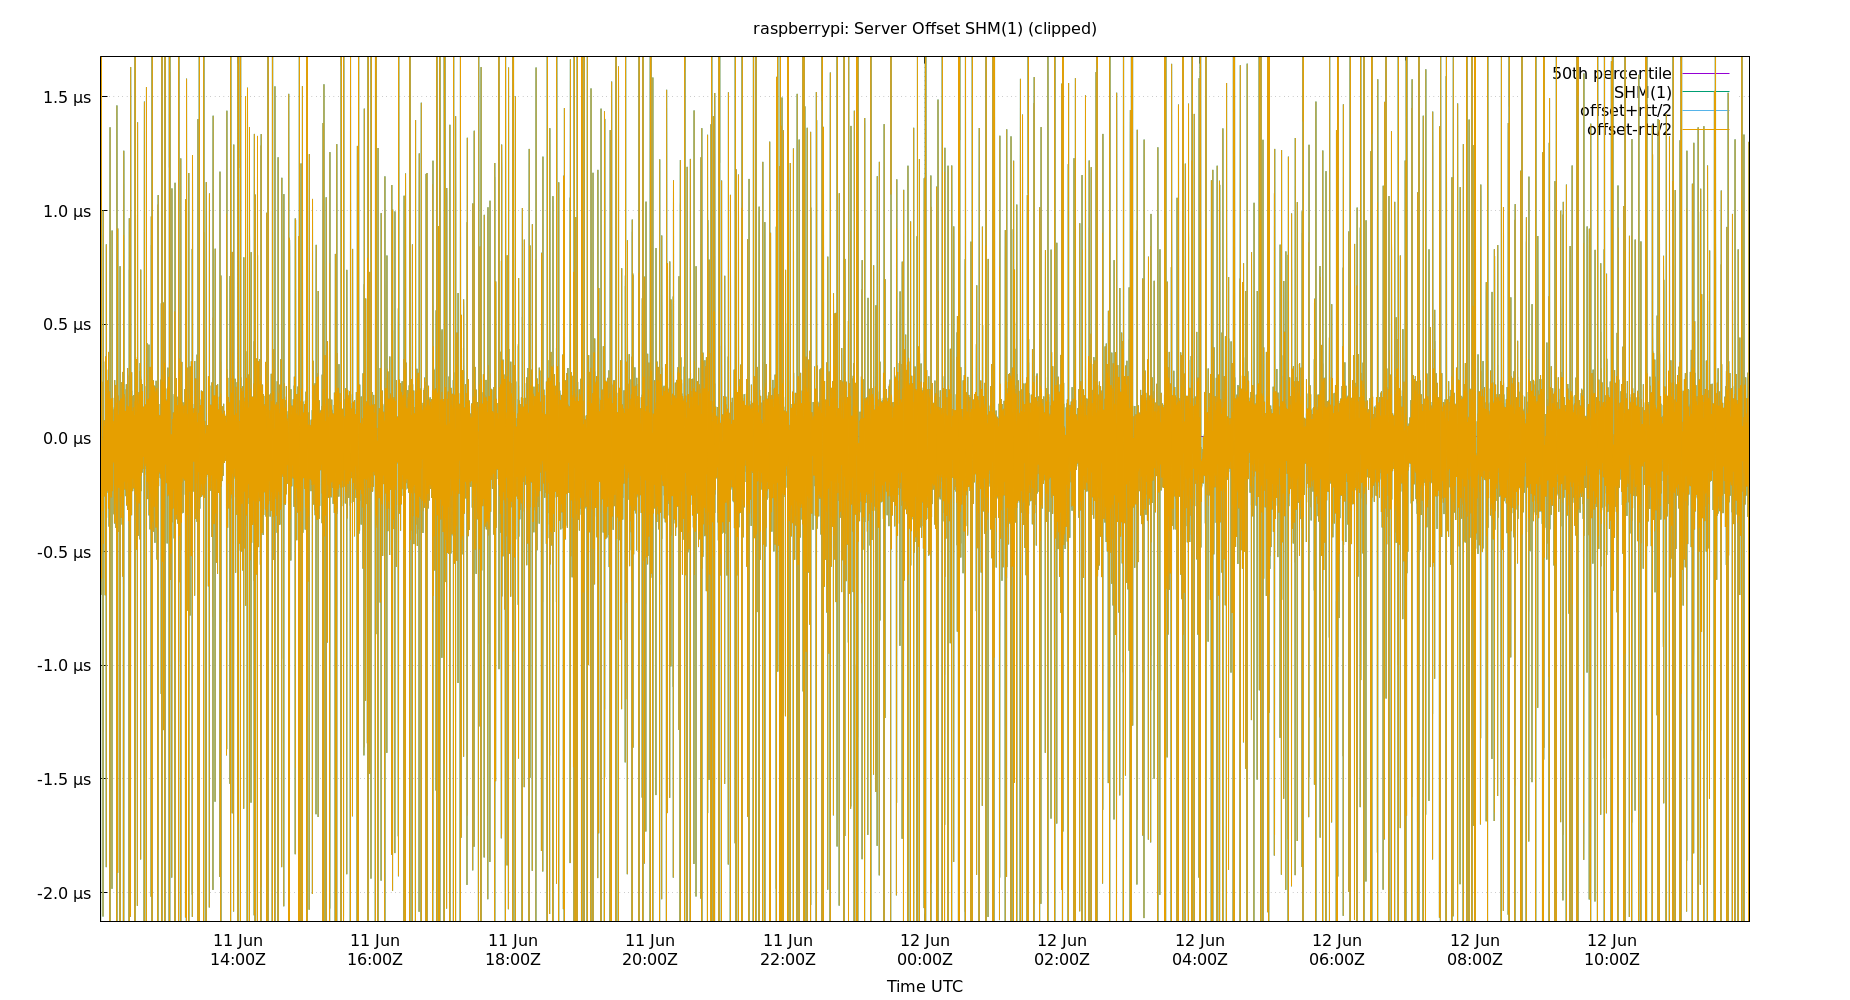 raspberrypi: Server Offset SHM(1) (clipped)
50th percentile
SHM(1)
offset+rtt/2
offset-rtt/2
1.5 µs
1.0 µs
0.5 µs
0.0 µs
-0.5 µs
-1.0 µs
-1.5 µs
-2.0 µs
11 Jun 11 Jun 11 Jun 11 Jun 11 Jun 12 Jun 12 Jun 12 Jun 12 Jun 12 Jun 12 Jun
14:00Z 16:00Z 18:00Z 20:00Z 22:00Z 00:00Z 02:00Z 04:00Z 06:00Z 08:00Z 10:00Z
Time UTC